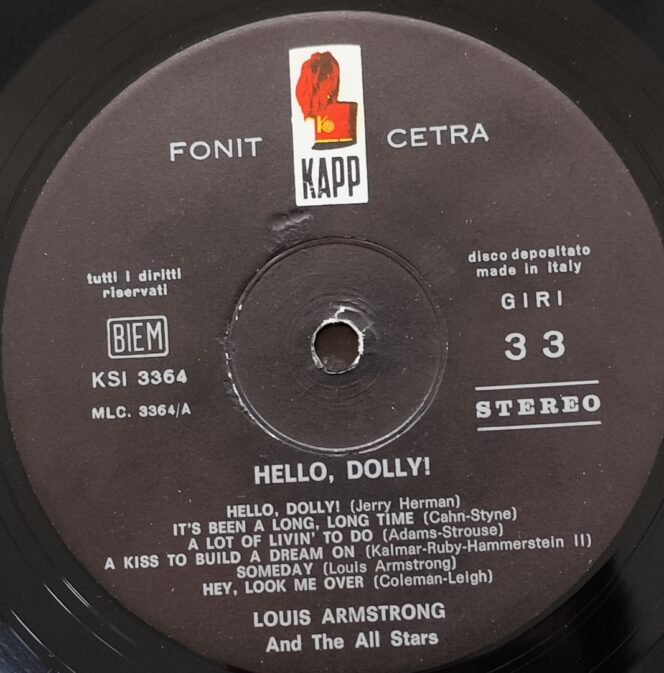 FONIT CETRA
K
KAPP
tutti i diritti
riservati
BIEM
KSI 3364
MLC. 3364/A
disco depositato
made in Italy
GIRI
33
STEREO
HELLO, DOLLY!
HELLO, DOLLY! (Jerry Herman)
IT'S BEEN A LONG, LONG TIME (Cahn-Styne)
A LOT OF LIVIN' TO DO (Adams-Strouse)
A KISS TO BUILD A DREAM ON (Kalmar-Ruby-Hammerstein II)
SOMEDAY (Louis Armstrong)
HEY, LOOK ME OVER (Coleman-Leigh)
LOUIS ARMSTRONG
And The All Stars